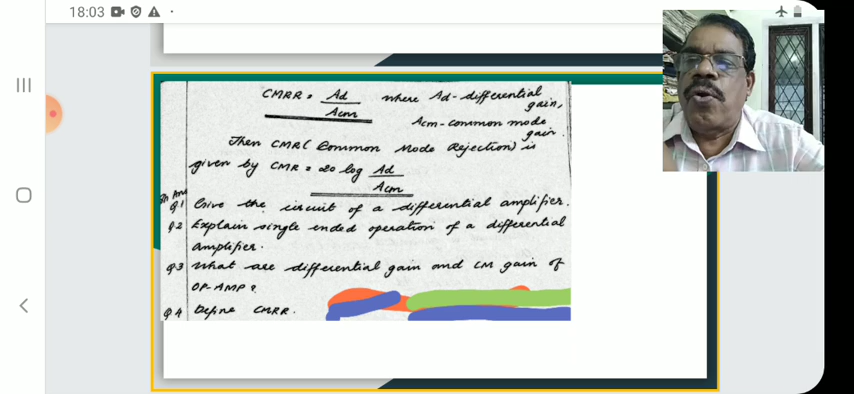 18:03
CMRR = Ad / Acm where Ad - differential gain,
Acm - common mode gain.
Then CMR( Common Mode Rejection) is
given by CMR = 20 log Ad / Acm
Q1 Give the circuit of a differential amplifier.
Q2 Explain single ended operation of a differential
amplifier.
Q3 What are differential gain and CM gain of
OP-AMP?
Q4 Define CMRR.